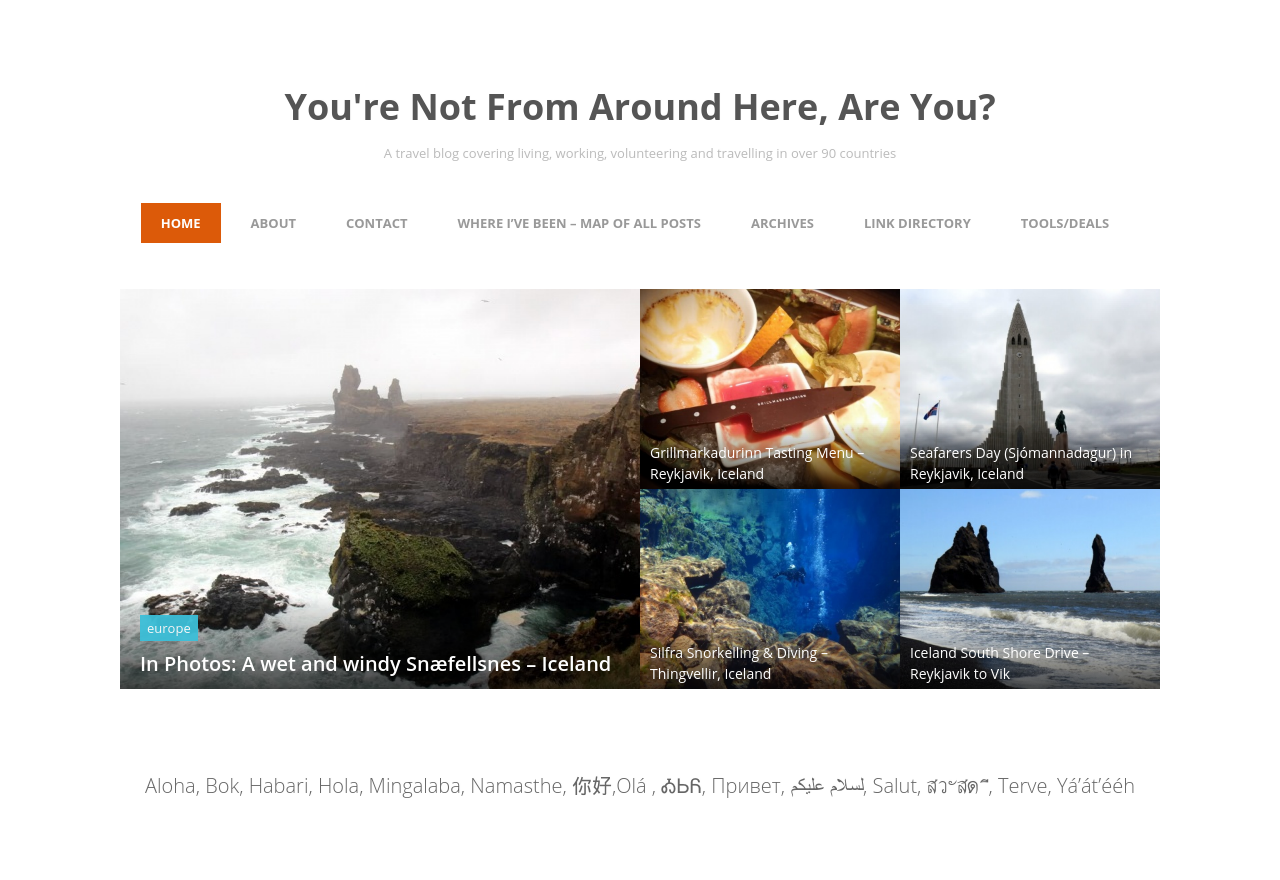 You're Not From Around Here, Are You?
A travel blog covering living, working, volunteering and travelling in over 90 countries
HOME ABOUT CONTACT WHERE I'VE BEEN – MAP OF ALL POSTS ARCHIVES LINK DIRECTORY TOOLS/DEALS
GRILLMARKADURINN
Grillmarkadurinn Tasting Menu –
Reykjavik, Iceland
Seafarers Day (Sjómannadagur) in
Reykjavik, Iceland
europe
In Photos: A wet and windy Snæfellsnes – Iceland
Silfra Snorkelling & Diving –
Thingvellir, Iceland
Iceland South Shore Drive –
Reykjavik to Vik
Aloha, Bok, Habari, Hola, Mingalaba, Namasthe, 你好,Olá , ᎣᏏᏲ, Привет, لسلام عليكم, Salut, สวัสดี, Terve, Yá’át’ééh